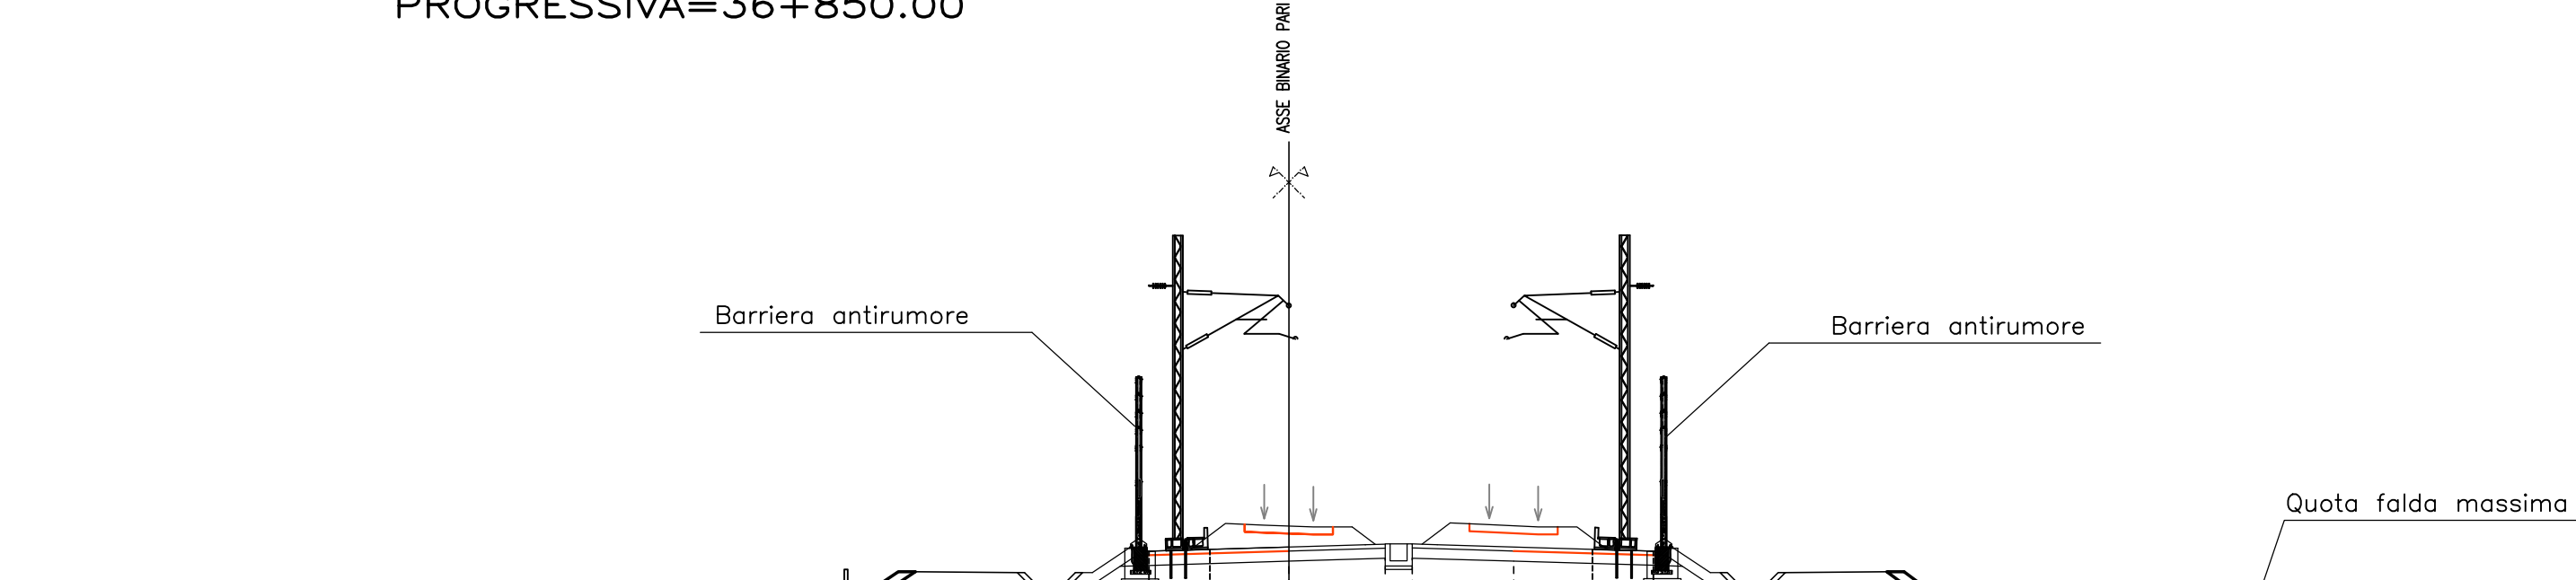 PROGRESSIVA=36+850.00
ASSE BINARIO PARI
Barriera antirumore
Barriera antirumore
Quota falda massima